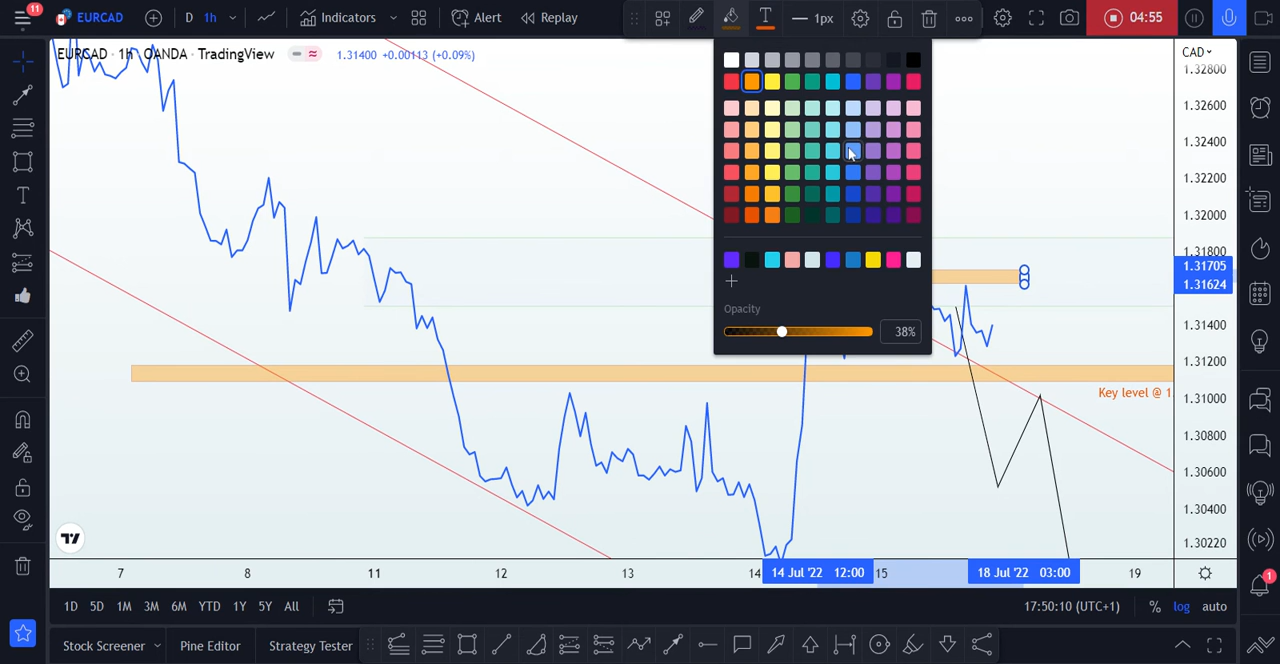 11
EURCAD
D
1h
Indicators
Alert
Replay
T
1px
04:55
EURCAD · 1h · OANDA · TradingView
1.31400 +0.00113 (+0.09%)
CAD
1.32800
1.32600
1.32400
1.32200
1.32000
1.31800
1.31705
1.31624
1.31400
1.31200
1.31000
1.30800
1.30600
1.30400
1.30220
Opacity
38%
Key level @ 1.
7
8
11
12
13
14
14 Jul '22 12:00
15
18 Jul '22 03:00
19
1
1D 5D 1M 3M 6M YTD 1Y 5Y All
17:50:10 (UTC+1)
%
log
auto
Stock Screener
Pine Editor
Strategy Tester